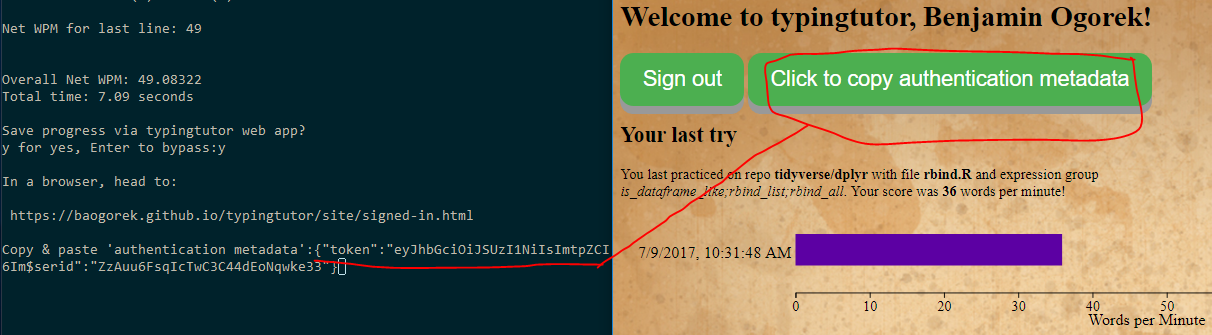 Net WPM for last line: 49
Overall Net WPM: 49.08322
Total time: 7.09 seconds
Save progress via typingtutor web app?
y for yes, Enter to bypass:y
In a browser, head to:
https://baogorek.github.io/typingtutor/site/signed-in.html
Copy & paste 'authentication metadata':{"token":"eyJhbGciOiJSUzI1NiIsImtpZCI
6Im$serid":"ZzAuu6FsqIcTwC3C44dEoNqwke33"}
Welcome to typingtutor, Benjamin Ogorek!
Sign out
Click to copy authentication metadata
Your last try
You last practiced on repo tidyverse/dplyr with file rbind.R and expression group
is_dataframe_like;rbind_list;rbind_all. Your score was 36 words per minute!
7/9/2017, 10:31:48 AM
0 10 20 30 40 50
Words per Minute